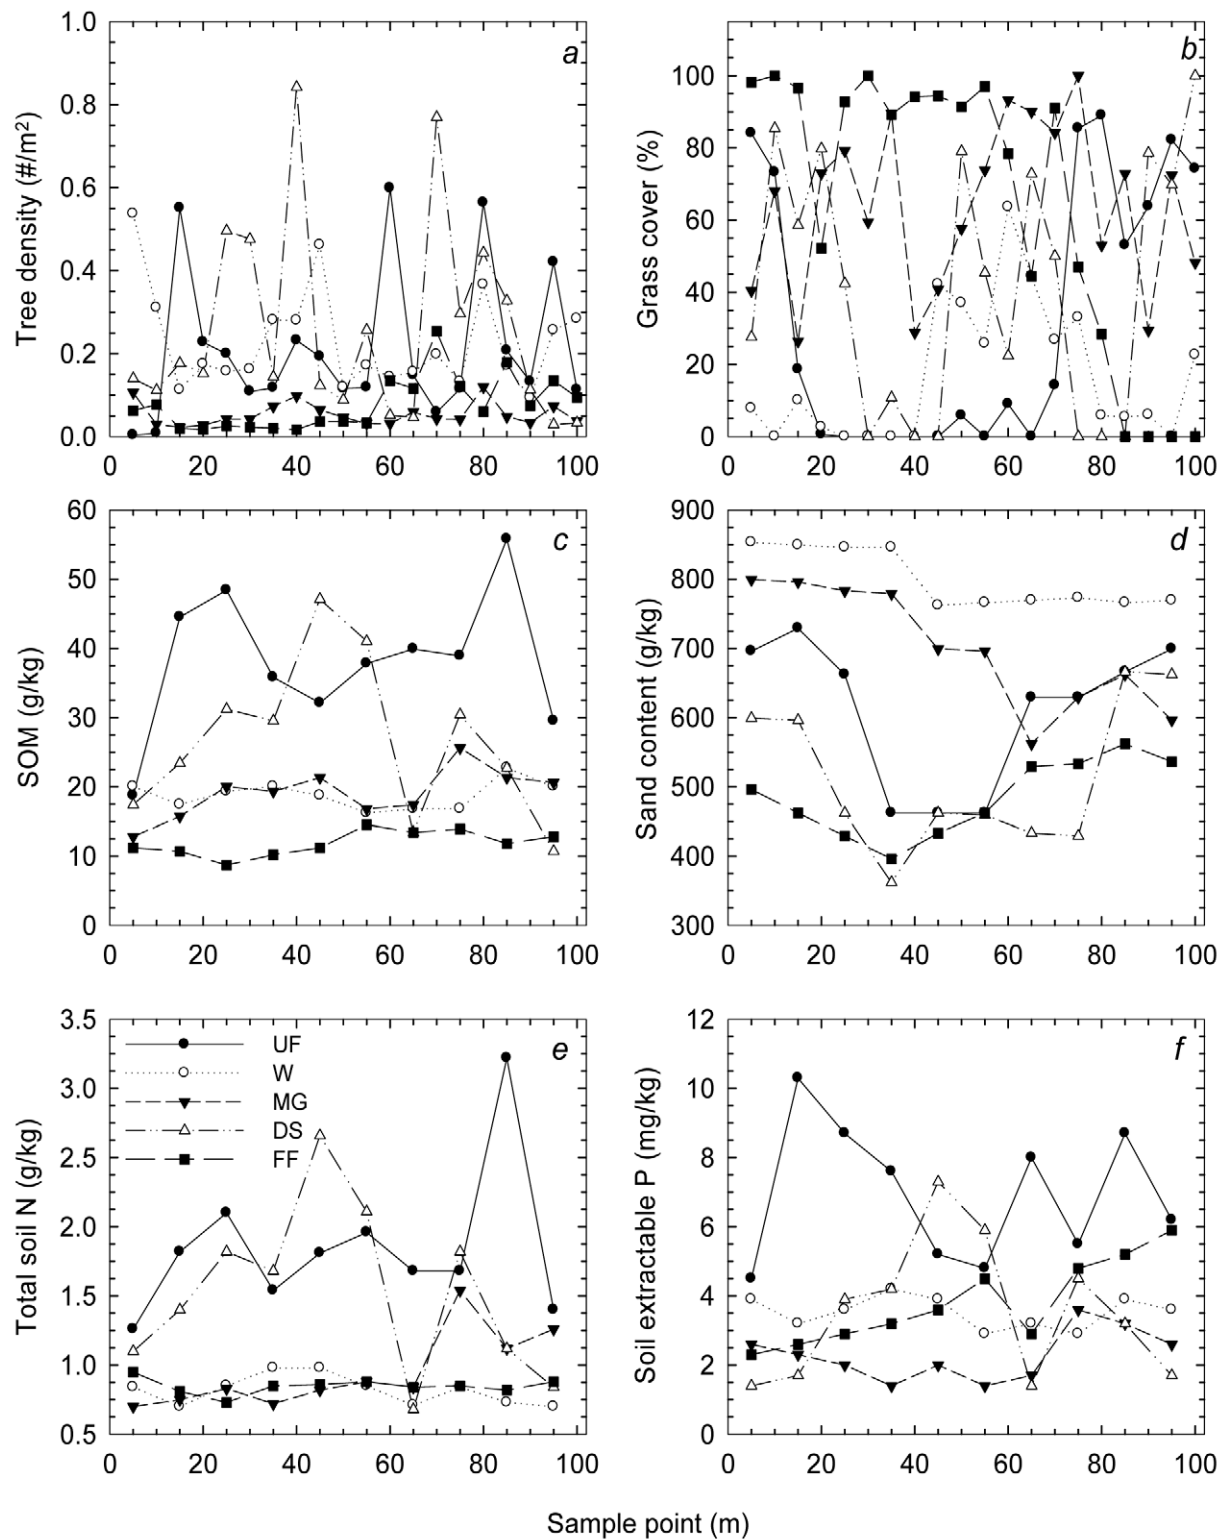 a
Tree density (#/m²)
1.0
0.8
0.6
0.4
0.2
0.0
0 20 40 60 80 100
b
Grass cover (%)
100
80
60
40
20
0
0 20 40 60 80 100
c
SOM (g/kg)
60
50
40
30
20
10
0
0 20 40 60 80 100
d
Sand content (g/kg)
900
800
700
600
500
400
300
0 20 40 60 80 100
e
Total soil N (g/kg)
3.5
3.0
2.5
2.0
1.5
1.0
0.5
UF
W
MG
DS
FF
0 20 40 60 80 100
f
Soil extractable P (mg/kg)
12
10
8
6
4
2
0
0 20 40 60 80 100
Sample point (m)